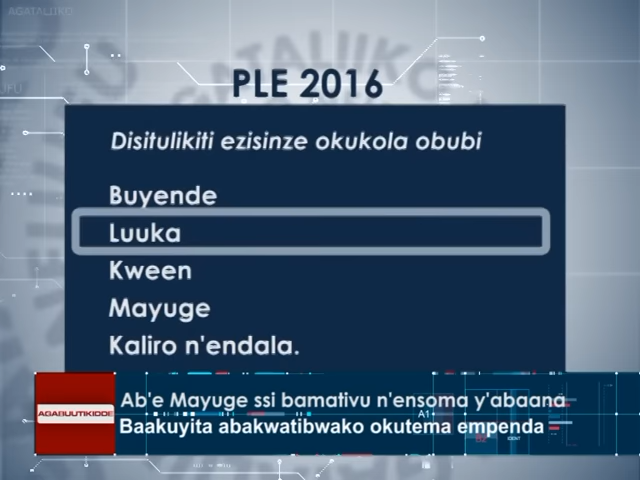 AGATALIIKO
PLE 2016
Disitulikiti ezisinze okukola obubi
Buyende
Luuka
Kween
Mayuge
Kaliro n'endala.
AGABUUTIKIDDE
Ab'e Mayuge ssi bamativu n'ensoma y'abaana
Baakuyita abakwatibwako okutema empenda